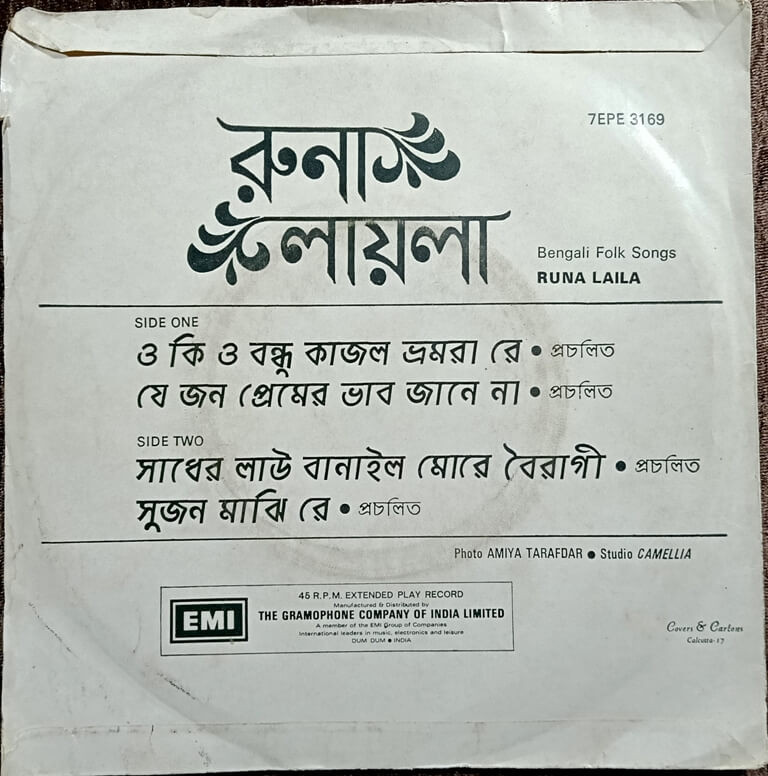 7EPE 3169
রুনা
লায়লা
Bengali Folk Songs
RUNA LAILA
SIDE ONE
ও কি ও বন্ধু কাজল ভ্রমরা রে • প্রচলিত
যে জন প্রেমের ভাব জানে না • প্রচলিত
SIDE TWO
সাধের লাউ বানাইল মোরে বৈরাগী • প্রচলিত
সুজন মাঝি রে • প্রচলিত
Photo AMIYA TARAFDAR • Studio CAMELLIA
EMI
45 R.P.M. EXTENDED PLAY RECORD
Manufactured & Distributed by
THE GRAMOPHONE COMPANY OF INDIA LIMITED
A member of the EMI Group of Companies
International leaders in music, electronics and leisure
DUM DUM • INDIA
Covers & Cartons
Calcutta-17